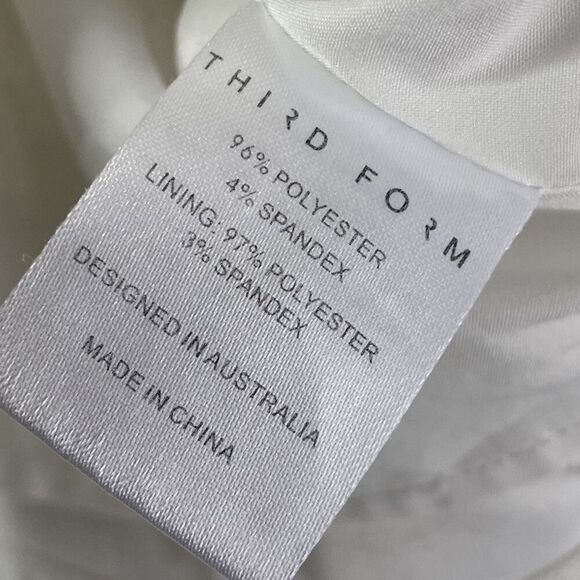 THIRD FORM
96% POLYESTER
4% SPANDEX
LINING: 97% POLYESTER
3% SPANDEX
DESIGNED IN AUSTRALIA
MADE IN CHINA